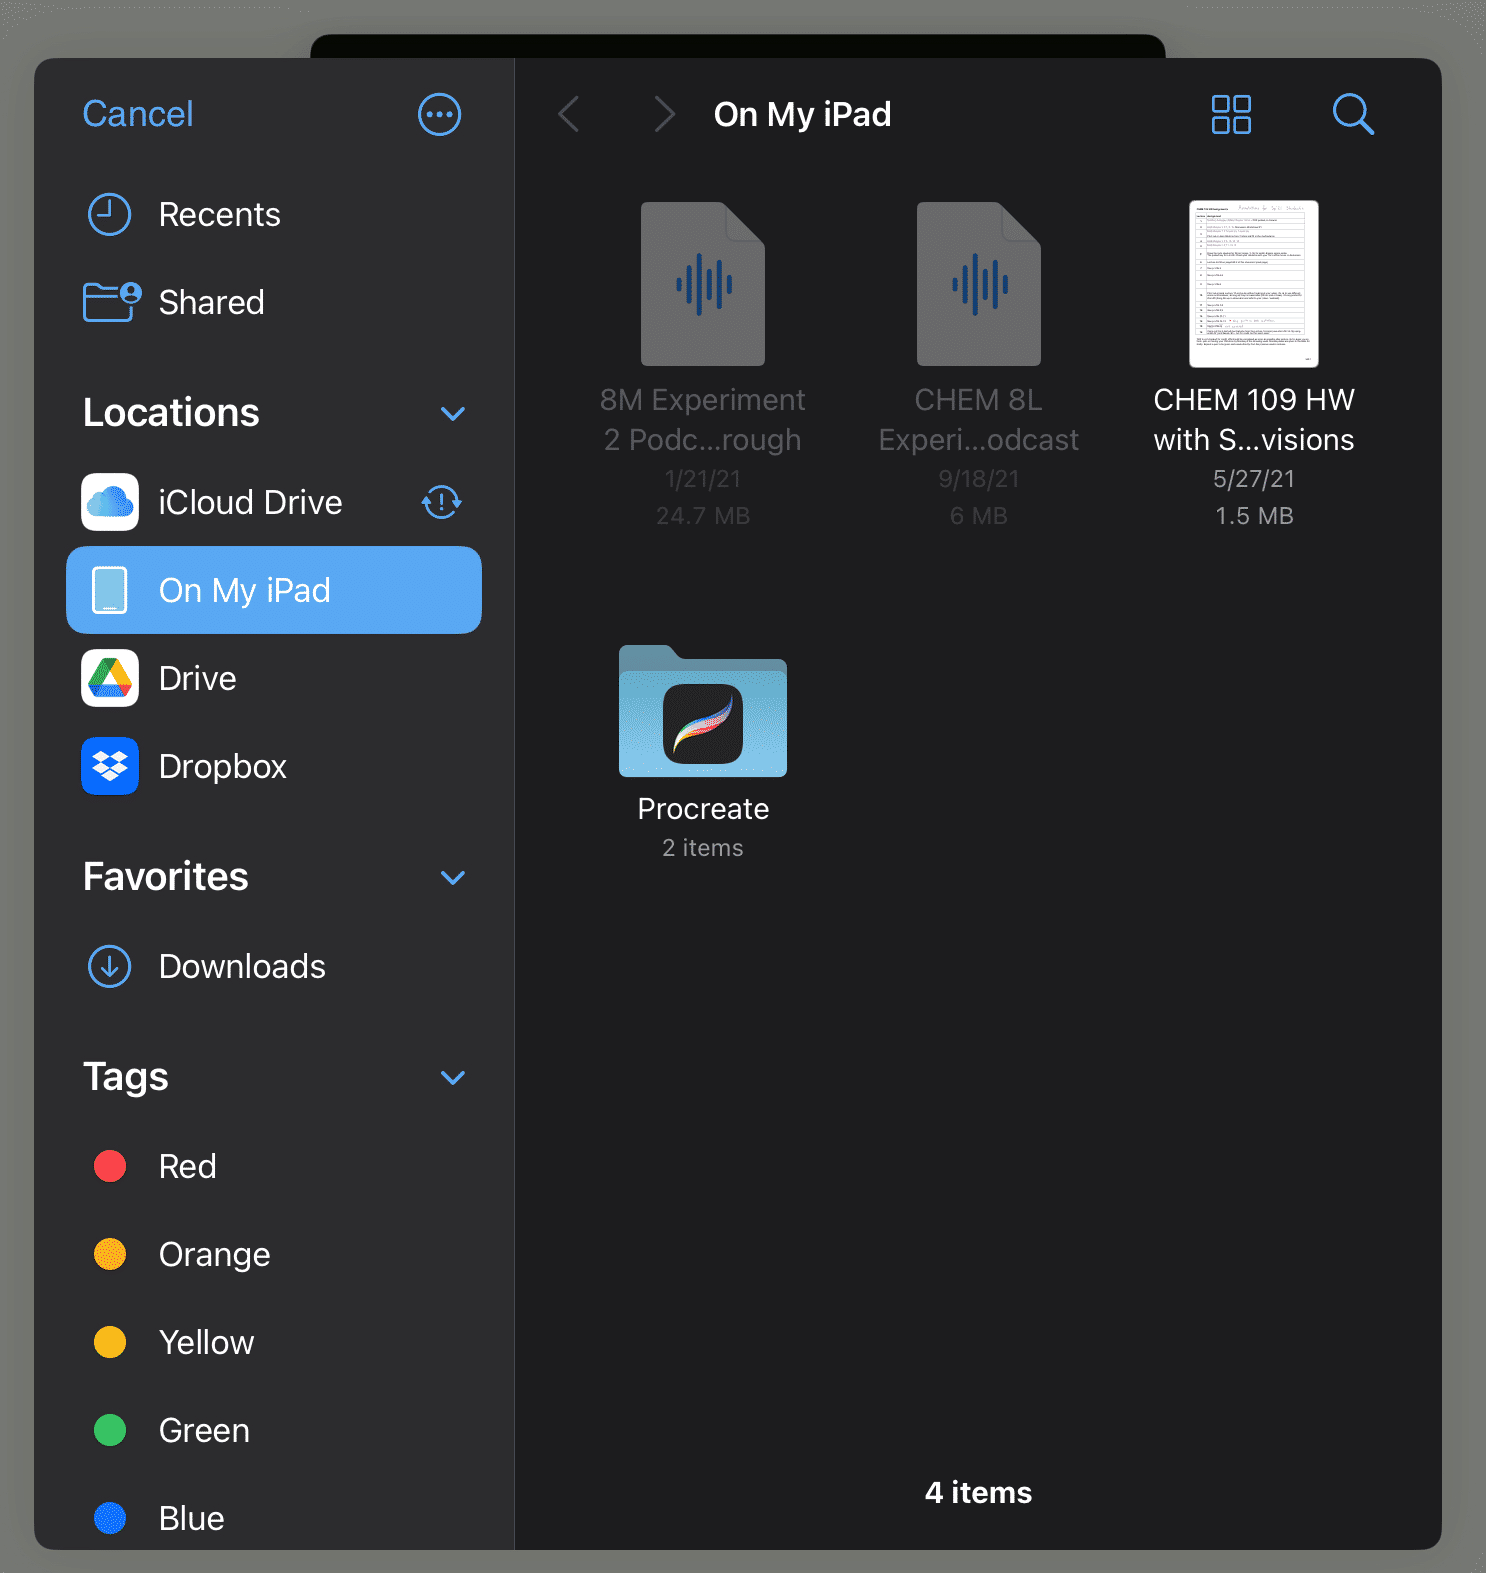 Cancel
Recents
Shared
Locations
iCloud Drive
On My iPad
Drive
Dropbox
Favorites
Downloads
Tags
Red
Orange
Yellow
Green
Blue
On My iPad
8M Experiment
2 Podc...rough
1/21/21
24.7 MB
CHEM 8L
Experi...odcast
9/18/21
6 MB
CHEM 109 HW
with S...visions
5/27/21
1.5 MB
Procreate
2 items
4 items